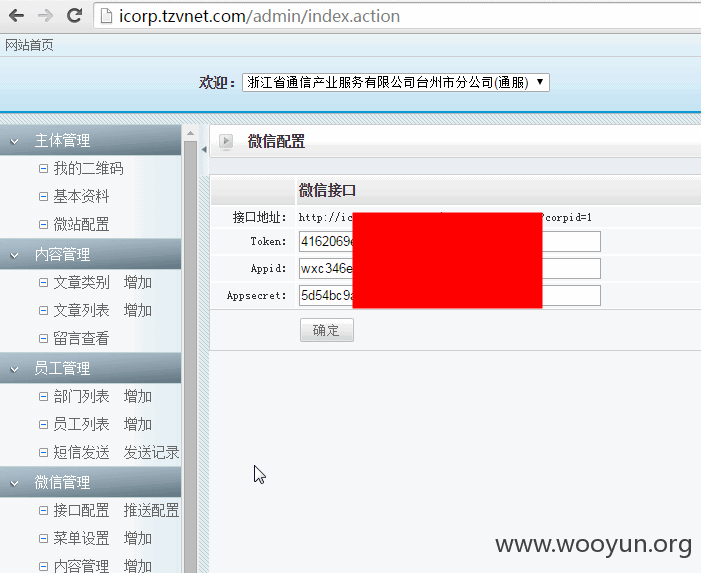 icorp.tzvnet.com/admin/index.action
网站首页
欢迎: 浙江省通信产业服务有限公司台州市分公司(通服)
主体管理
我的二维码
基本资料
微站配置
内容管理
文章类别 增加
文章列表 增加
留言查看
员工管理
部门列表 增加
员工列表 增加
短信发送 发送记录
微信管理
接口配置 推送配置
菜单设置 增加
内容管理 增加
微信配置
微信接口
接口地址: http://ic ?corpid=1
Token: 4162069e
Appid: wxc346e
Appsecret: 5d54bc9a
确定
www.wooyun.org